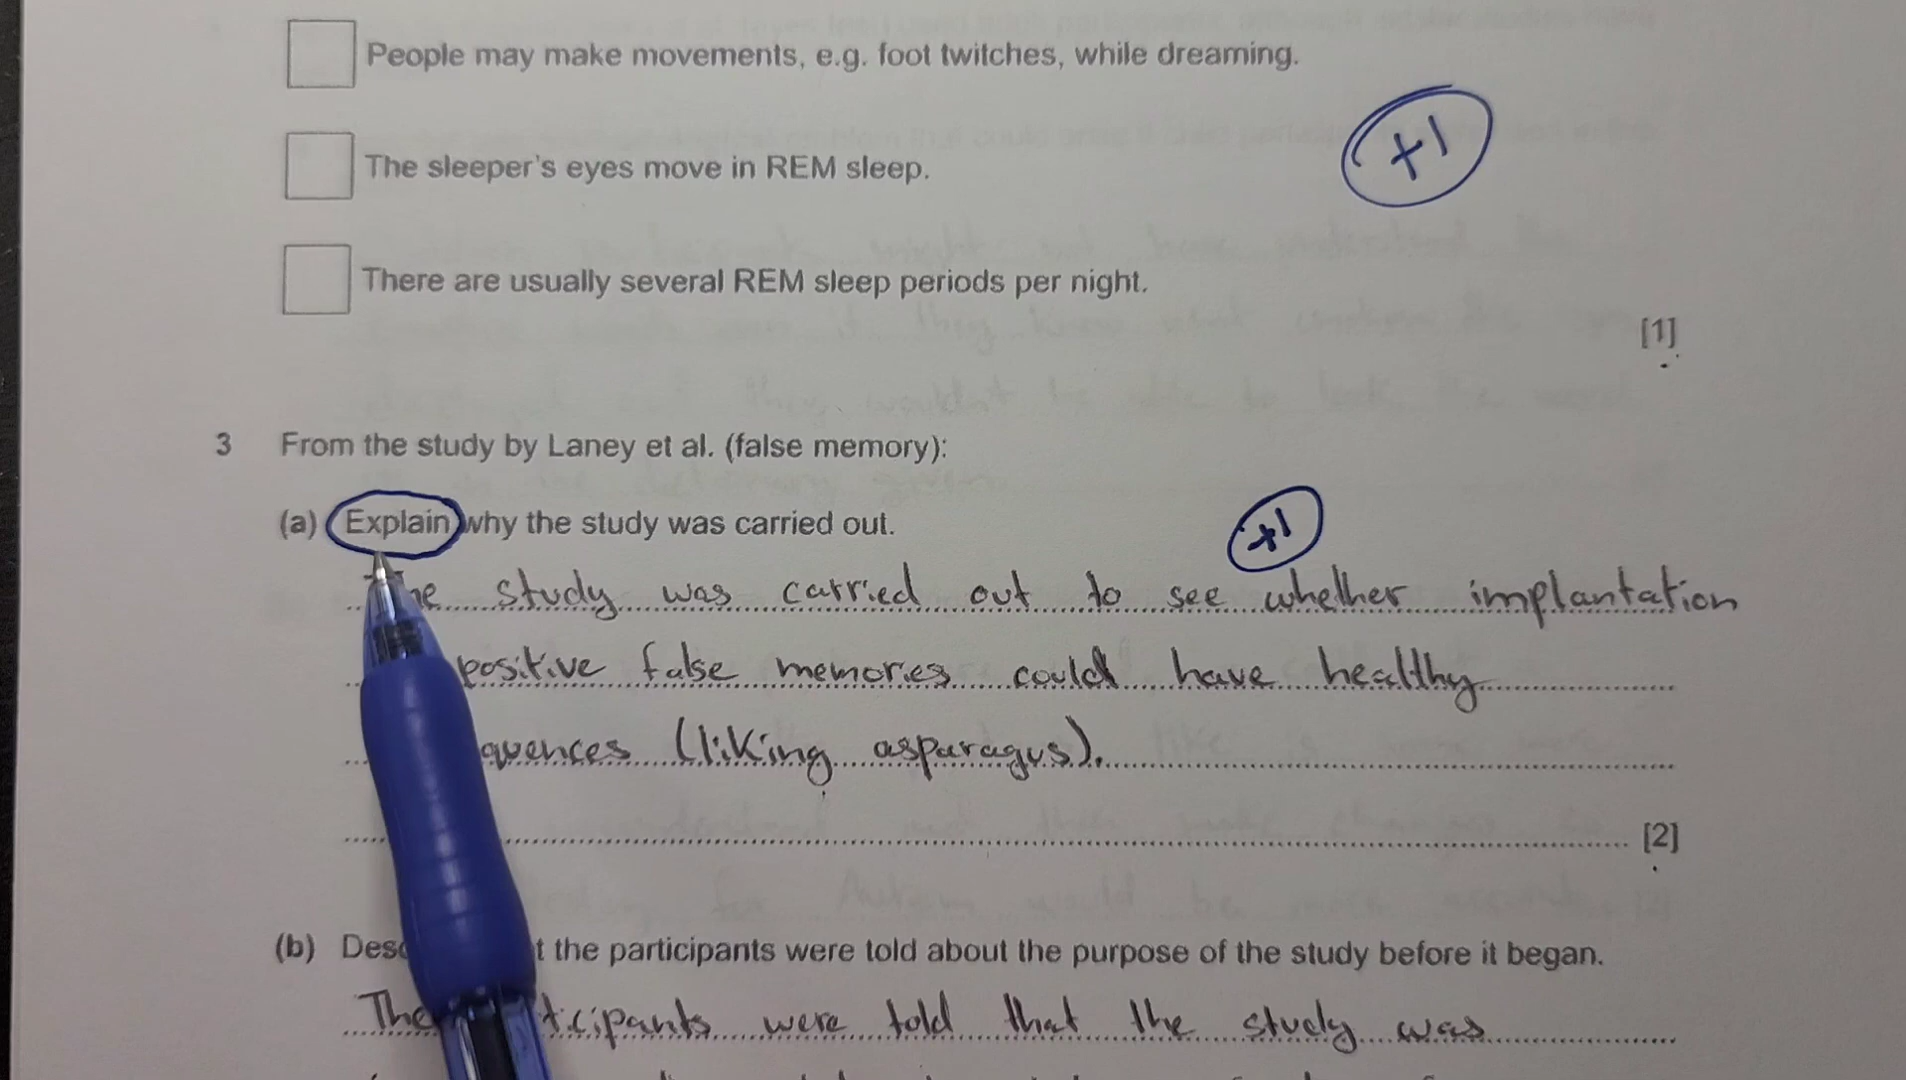 People may make movements, e.g. foot twitches, while dreaming.
+1
The sleeper's eyes move in REM sleep.
There are usually several REM sleep periods per night.
[1]
3 From the study by Laney et al. (false memory):
(a) Explain why the study was carried out.
+1
study was carried out to see whether implantation
positive false memories could have healthy
quences (liking asparagus).
[2]
(b) the participants were told about the purpose of the study before it began.
The were told that the study was